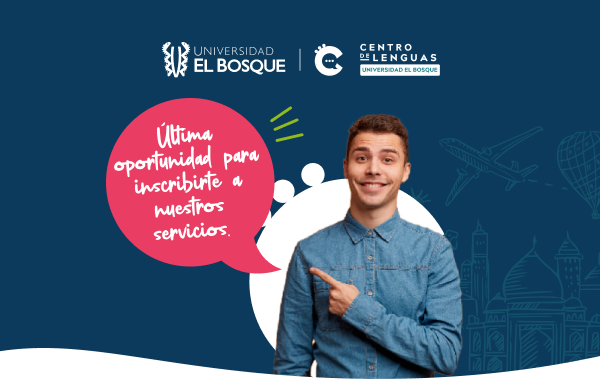 UNIVERSIDAD
EL BOSQUE
CENTRO
DE LENGUAS
UNIVERSIDAD EL BOSQUE
Última
oportunidad para
inscribirte a
nuestros
servicios.